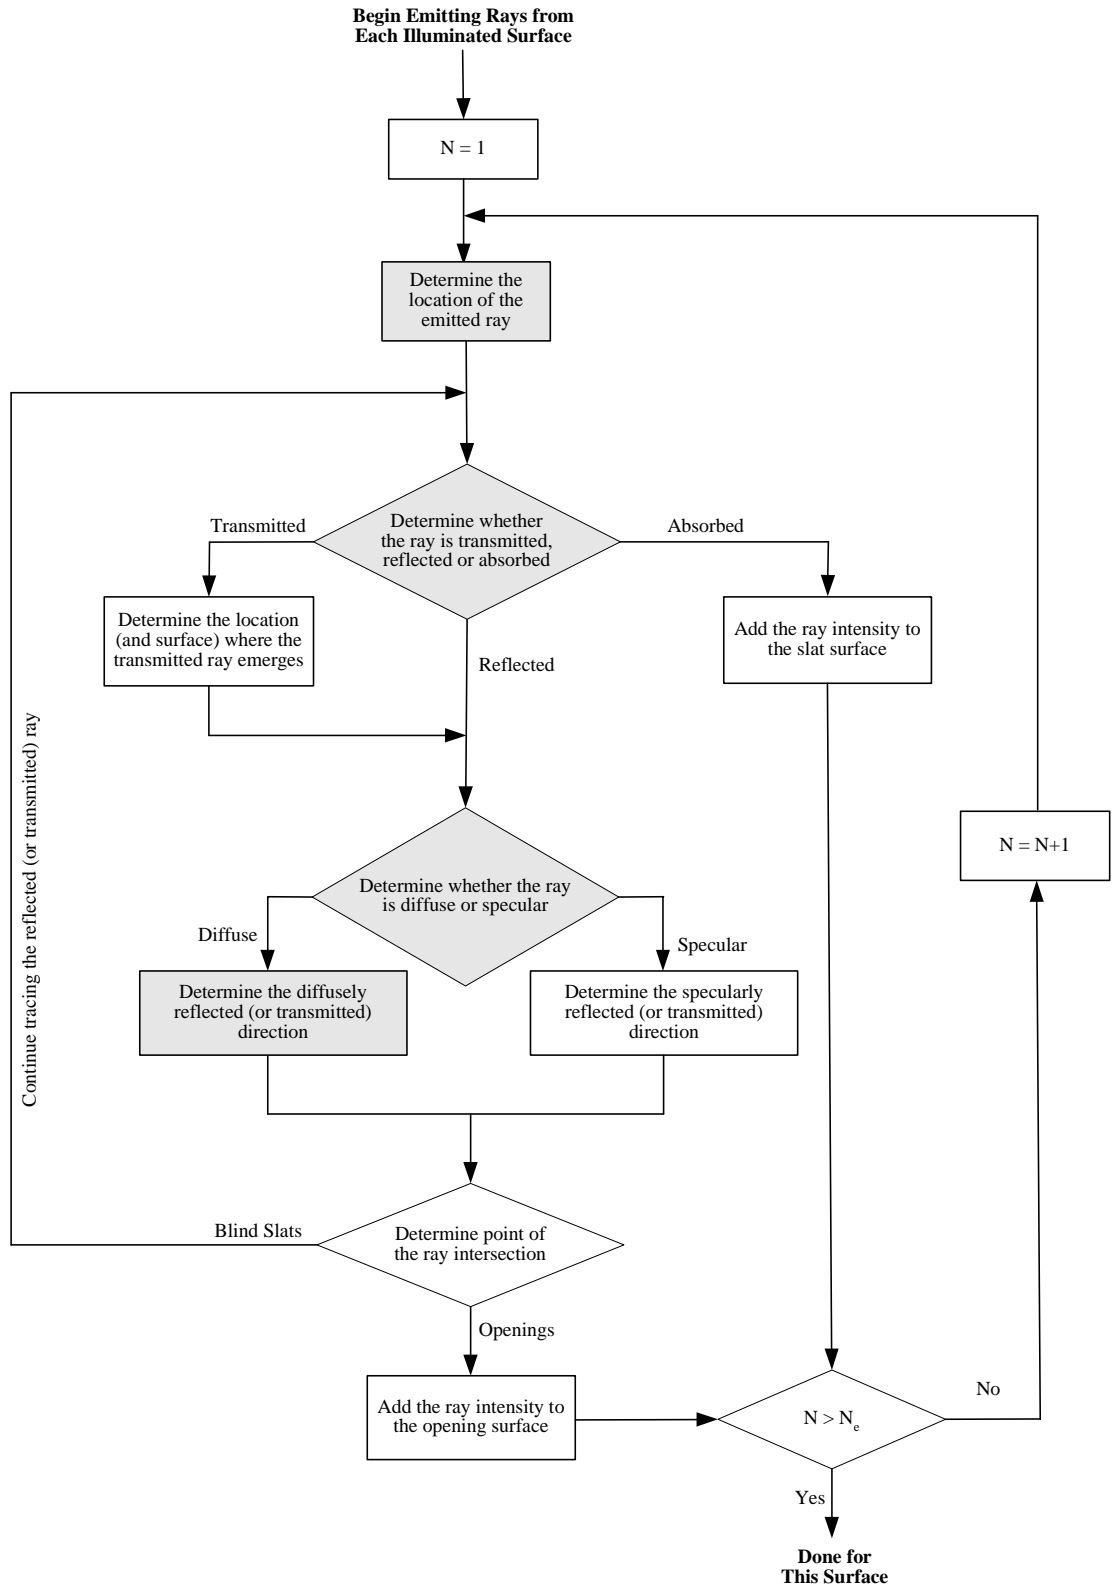 Begin Emitting Rays from
Each Illuminated Surface
N = 1
Determine the
location of the
emitted ray
Determine whether
the ray is transmitted,
reflected or absorbed
Transmitted
Absorbed
Determine the location
(and surface) where the
transmitted ray emerges
Add the ray intensity to
the slat surface
Reflected
Continue tracing the reflected (or transmitted) ray
N = N+1
Determine whether the ray
is diffuse or specular
Diffuse
Specular
Determine the diffusely
reflected (or transmitted)
direction
Determine the specularly
reflected (or transmitted)
direction
Blind Slats
Determine point of
the ray intersection
Openings
Add the ray intensity to
the opening surface
N > Ne
No
Yes
Done for
This Surface